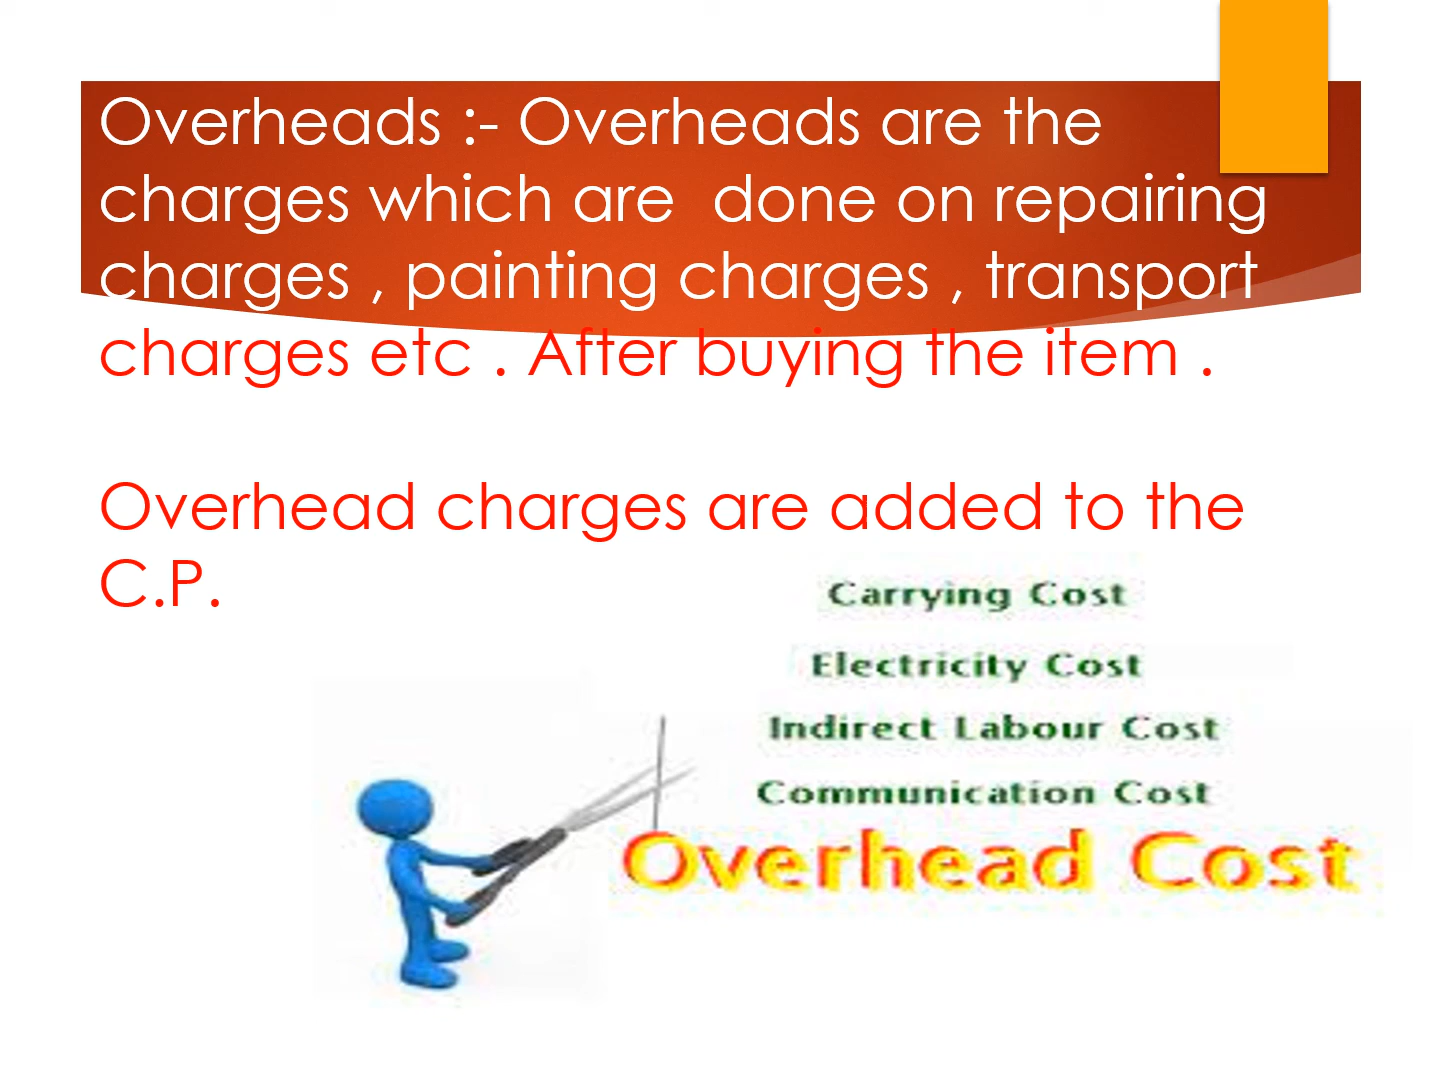 Overheads :- Overheads are the
charges which are  done on repairing
charges , painting charges , transport
charges etc . After buying the item .
Overhead charges are added to the
C.P.
Carrying Cost
Electricity Cost
Indirect Labour Cost
Communication Cost
Overhead Cost